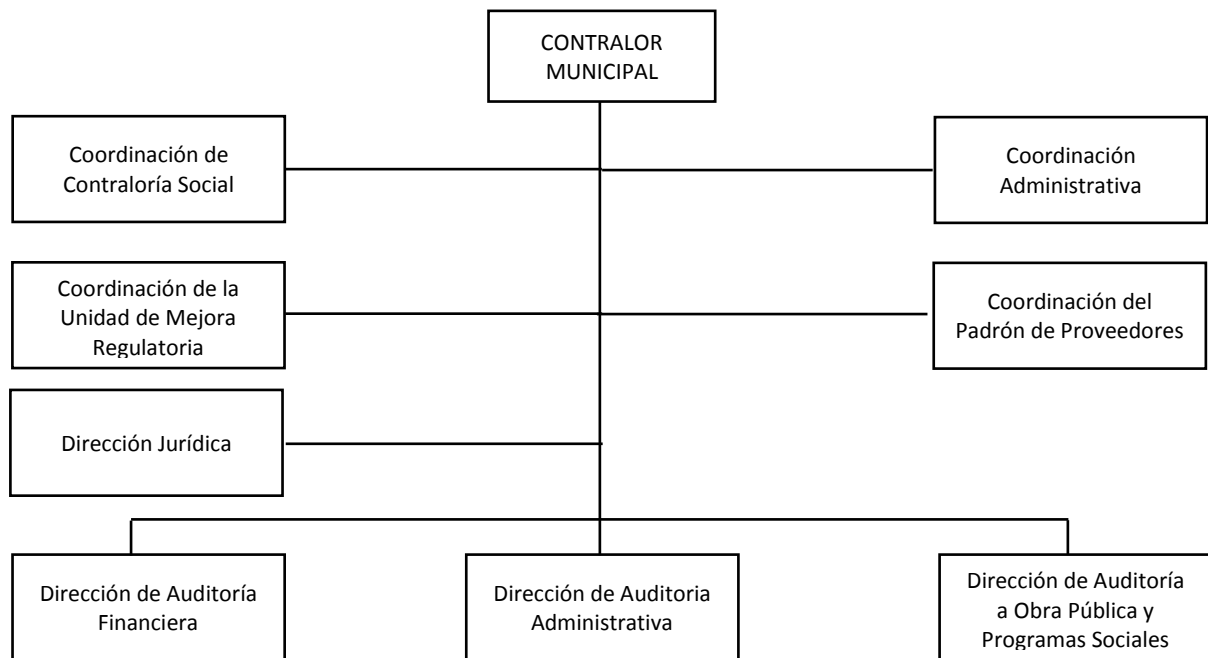 CONTRALOR
MUNICIPAL
Coordinación de
Contraloría Social
Coordinación
Administrativa
Coordinación de la
Unidad de Mejora
Regulatoria
Coordinación del
Padrón de Proveedores
Dirección Jurídica
Dirección de Auditoría
Financiera
Dirección de Auditoria
Administrativa
Dirección de Auditoría
a Obra Pública y
Programas Sociales